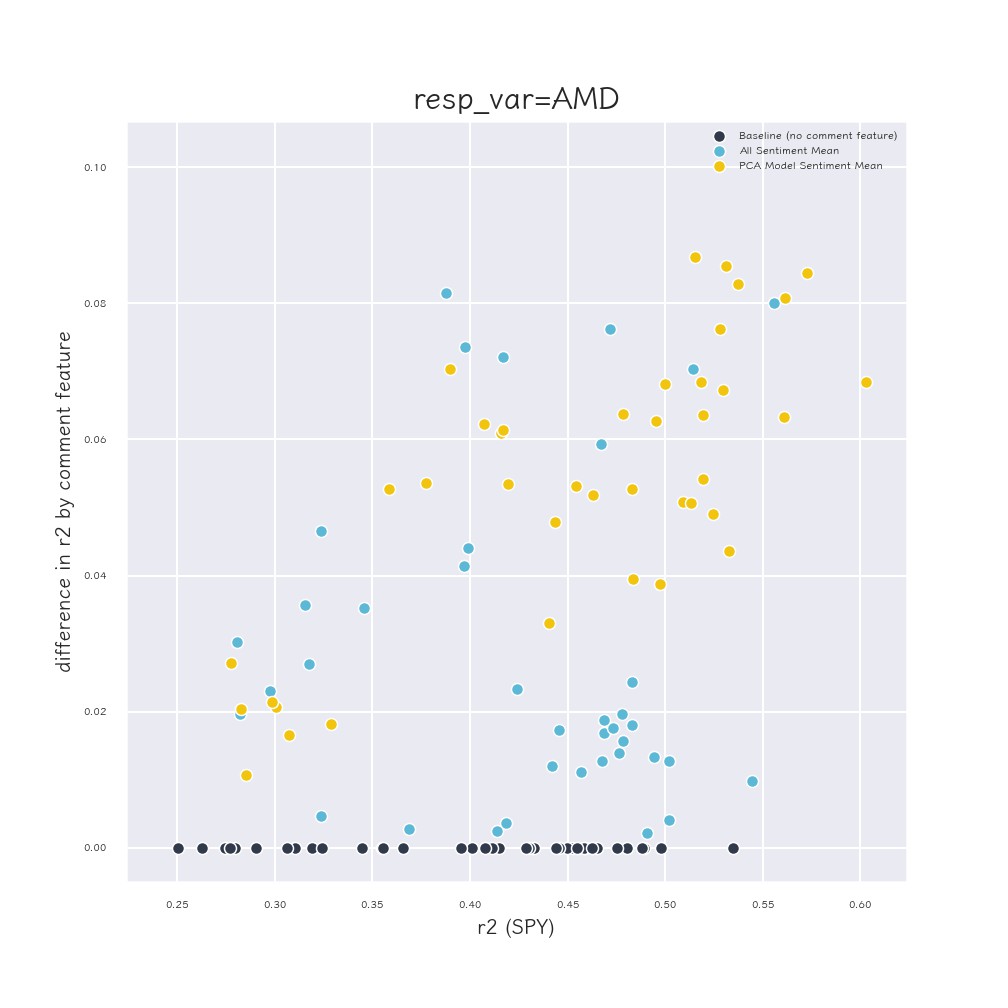 resp_var=AMD
Baseline (no comment feature)
All Sentiment Mean
PCA Model Sentiment Mean
0.10
0.08
0.06
0.04
0.02
0.00
difference in r2 by comment feature
0.25 0.30 0.35 0.40 0.45 0.50 0.55 0.60
r2 (SPY)